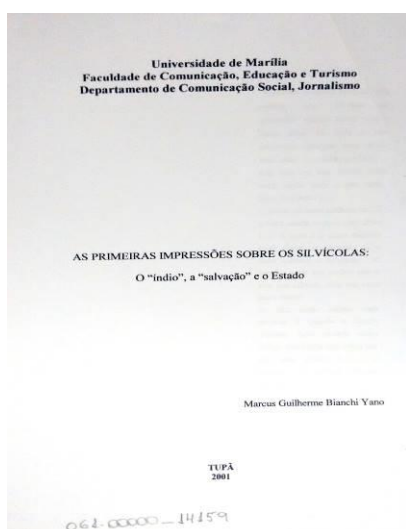 Universidade de Marília
Faculdade de Comunicação, Educação e Turismo
Departamento de Comunicação Social, Jornalismo
AS PRIMEIRAS IMPRESSÕES SOBRE OS SILVÍCOLAS:
O “índio”, a “salvação” e o Estado
Marcus Guilherme Bianchi Yano
TUPÃ
2001
061.00000_14159